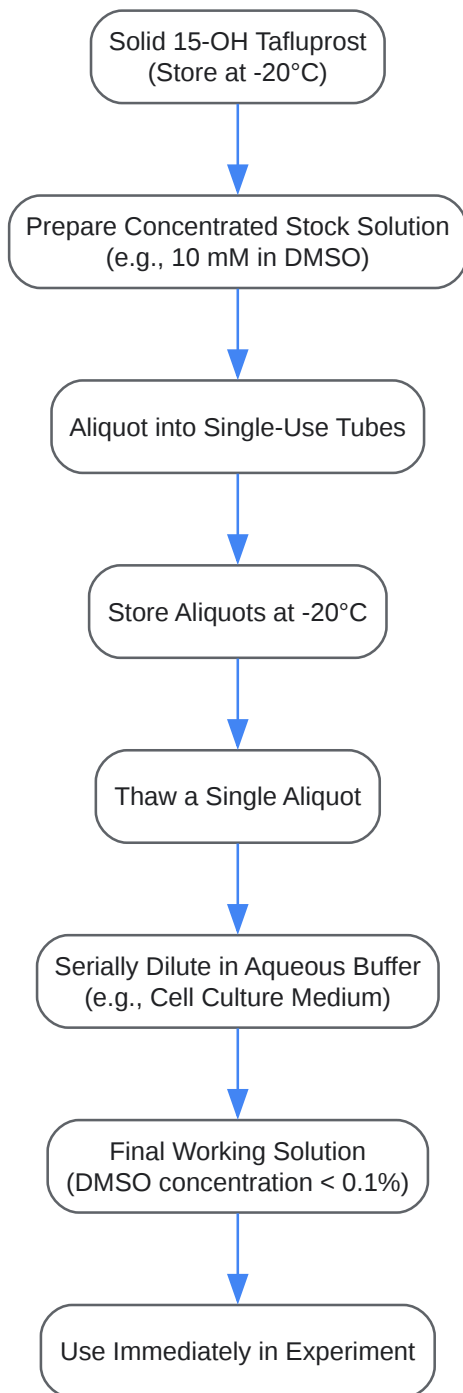 Solid 15-OH Tafluprost
(Store at -20°C)
Prepare Concentrated Stock Solution
(e.g., 10 mM in DMSO)
Aliquot into Single-Use Tubes
Store Aliquots at -20°C
Thaw a Single Aliquot
Serially Dilute in Aqueous Buffer
(e.g., Cell Culture Medium)
Final Working Solution
(DMSO concentration < 0.1%)
Use Immediately in Experiment